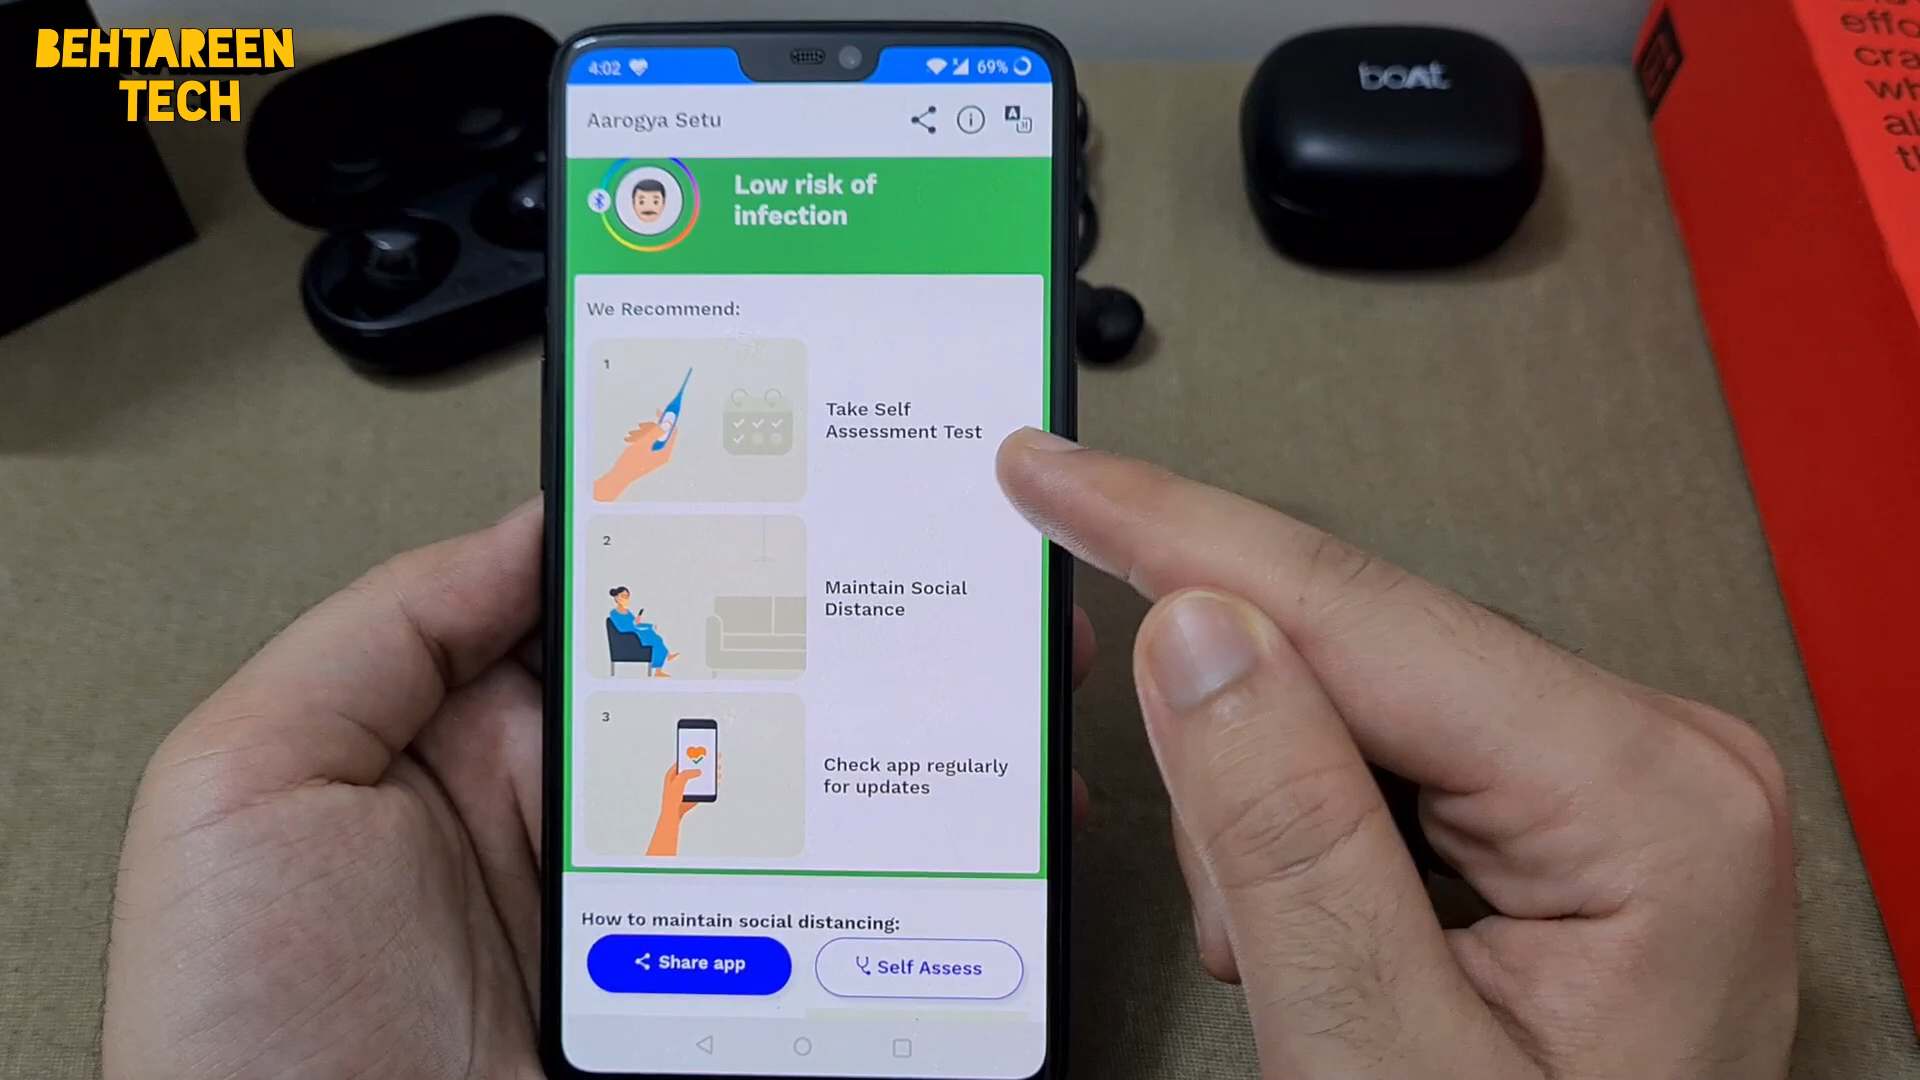 BEHTAREEN
TECH
4:02
69%
Aarogya Setu
Low risk of
infection
We Recommend:
1
Take Self
Assessment Test
2
Maintain Social
Distance
3
Check app regularly
for updates
How to maintain social distancing:
Share app
Self Assess
boAt